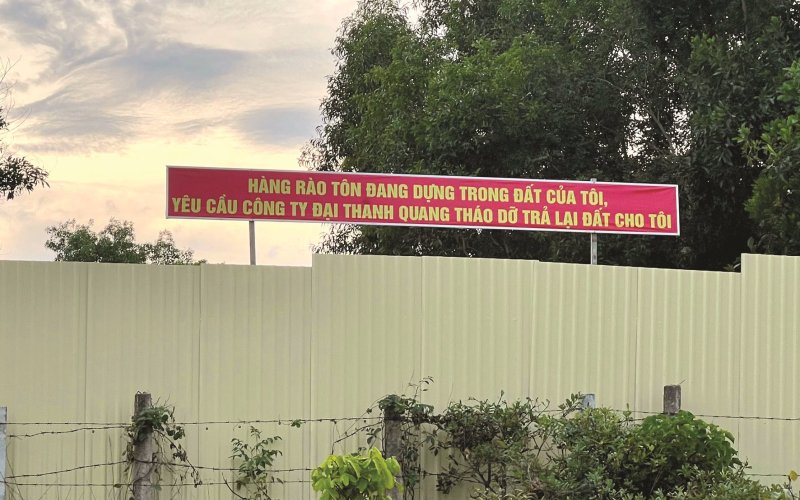 HÀNG RÀO TÔN ĐANG DỰNG TRONG ĐẤT CỦA TÔI,
YÊU CẦU CÔNG TY ĐẠI THANH QUANG THÁO DỠ TRẢ LẠI ĐẤT CHO TÔI